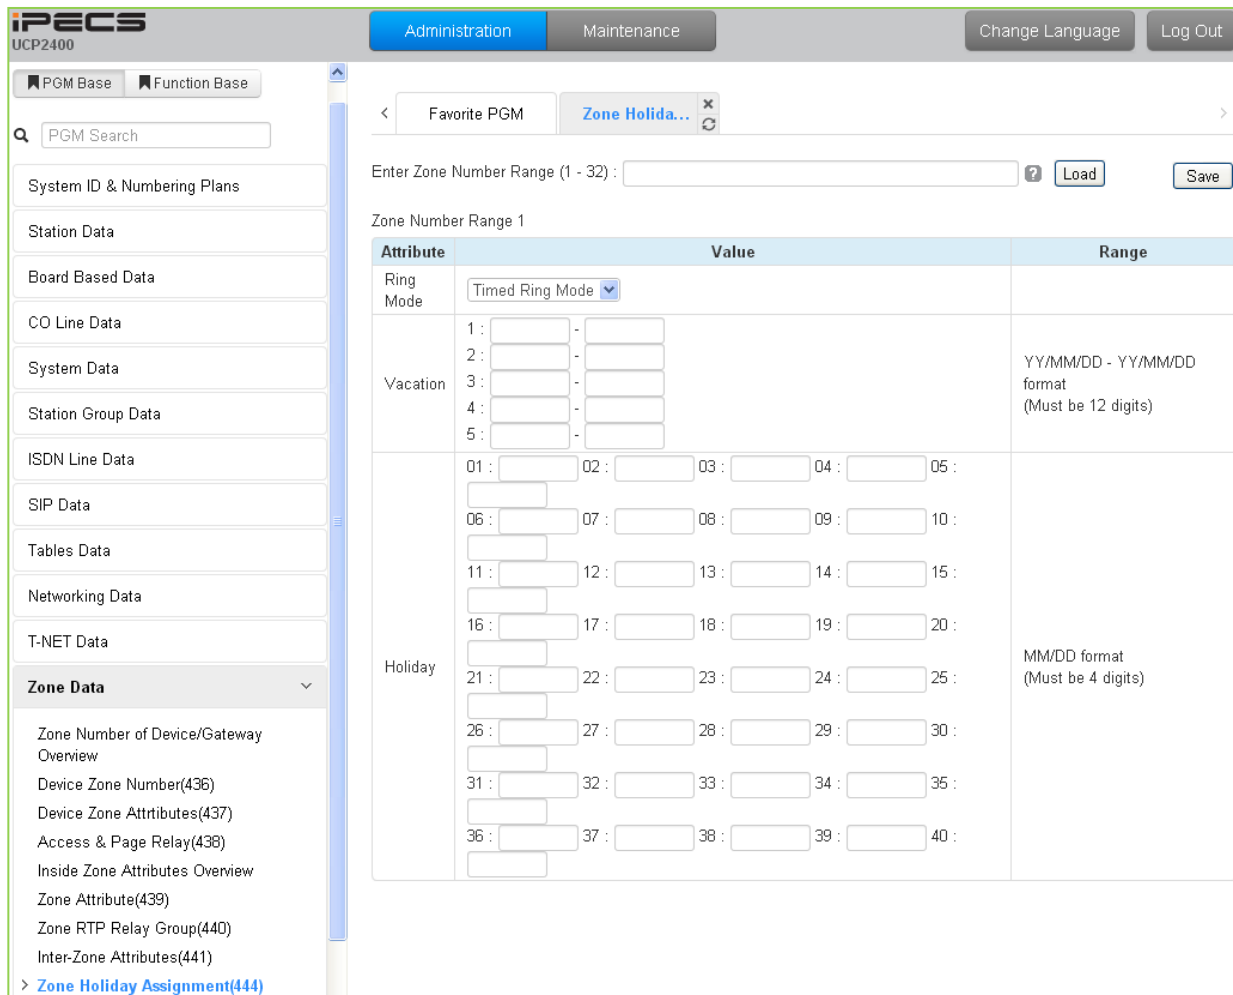 iPECS
UCP2400
Administration
Maintenance
Change Language
Log Out
PGM Base
Function Base
PGM Search
System ID & Numbering Plans
Station Data
Board Based Data
CO Line Data
System Data
Station Group Data
ISDN Line Data
SIP Data
Tables Data
Networking Data
T-NET Data
Zone Data
Zone Number of Device/Gateway
Overview
Device Zone Number(436)
Device Zone Attrtibutes(437)
Access & Page Relay(438)
Inside Zone Attributes Overview
Zone Attribute(439)
Zone RTP Relay Group(440)
Inter-Zone Attributes(441)
> Zone Holiday Assignment(444)
< Favorite PGM Zone Holida... x >
Enter Zone Number Range (1 - 32) : ? Load Save
Zone Number Range 1
Attribute Value Range
Ring
Mode
Timed Ring Mode
Vacation
1 : -
2 : -
3 : -
4 : -
5 : -
YY/MM/DD - YY/MM/DD
format
(Must be 12 digits)
Holiday
01 : 02 : 03 : 04 : 05 :
06 : 07 : 08 : 09 : 10 :
11 : 12 : 13 : 14 : 15 :
16 : 17 : 18 : 19 : 20 :
21 : 22 : 23 : 24 : 25 :
26 : 27 : 28 : 29 : 30 :
31 : 32 : 33 : 34 : 35 :
36 : 37 : 38 : 39 : 40 :
MM/DD format
(Must be 4 digits)